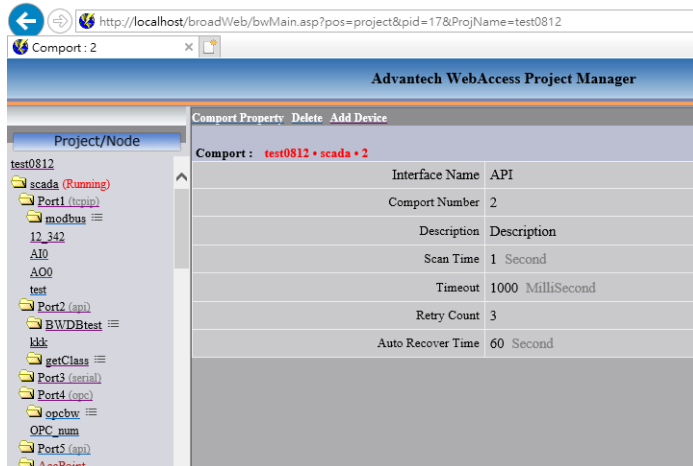 http://localhost/broadWeb/bwMain.asp?pos=project&pid=17&ProjName=test0812
Comport : 2
Advantech WebAccess Project Manager
Comport Property Delete Add Device
Project/Node
Comport : test0812 • scada • 2
test0812
scada (Running)
Port1 (tcpip)
modbus
12_342
AI0
AO0
test
Port2 (api)
BWDBtest
kkk
getClass
Port3 (serial)
Port4 (opc)
opcbw
OPC_num
Port5 (api)
AccPoint
Interface Name API
Comport Number 2
Description Description
Scan Time 1 Second
Timeout 1000 MilliSecond
Retry Count 3
Auto Recover Time 60 Second